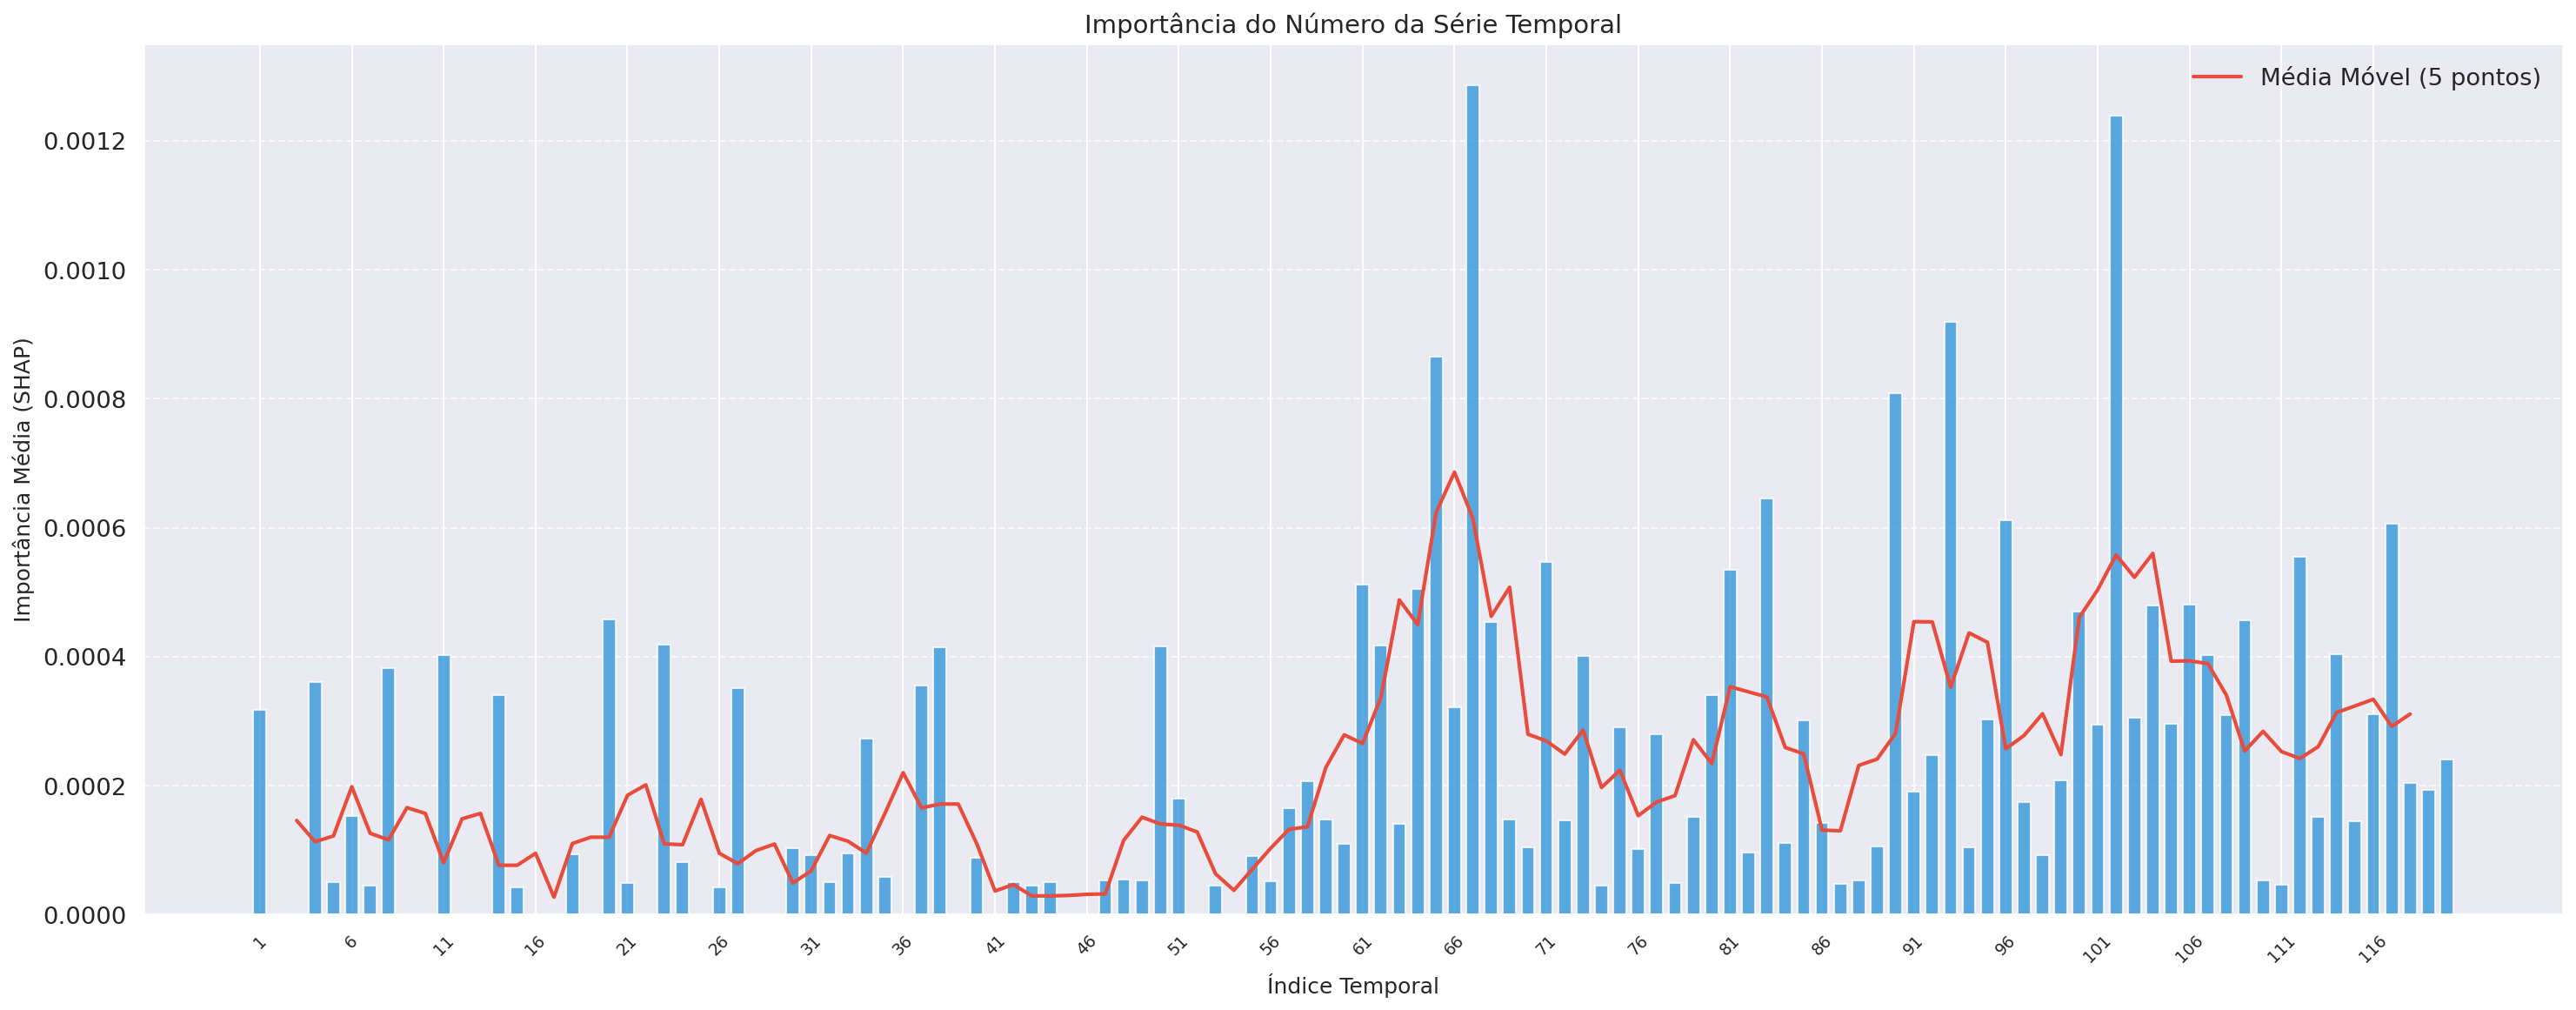 Importância do Número da Série Temporal
Média Móvel (5 pontos)
Importância Média (SHAP)
0.0012
0.0010
0.0008
0.0006
0.0004
0.0002
0.0000
1 6 11 16 21 26 31 36 41 46 51 56 61 66 71 76 81 86 91 96 101 106 111 116
Índice Temporal